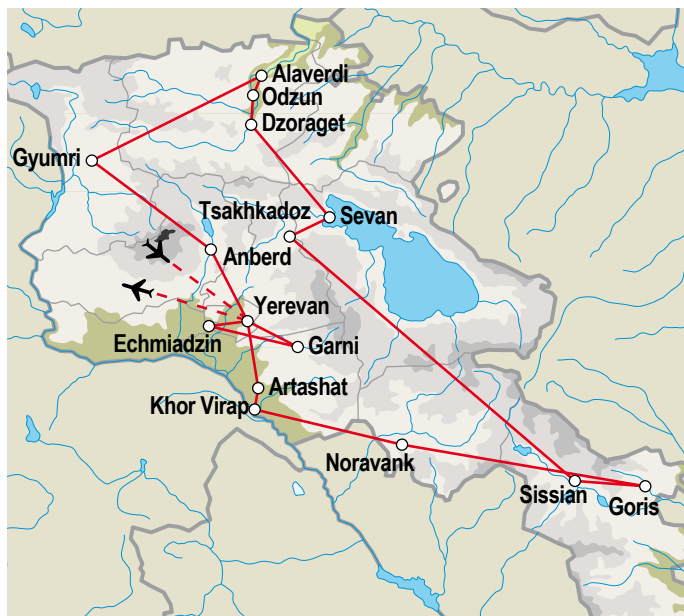 Alaverdi
Odzun
Dzoraget
Gyumri
Tsakhkadoz
Sevan
Anberd
Yerevan
Echmiadzin
Garni
Artashat
Khor Virap
Noravank
Sissian
Goris